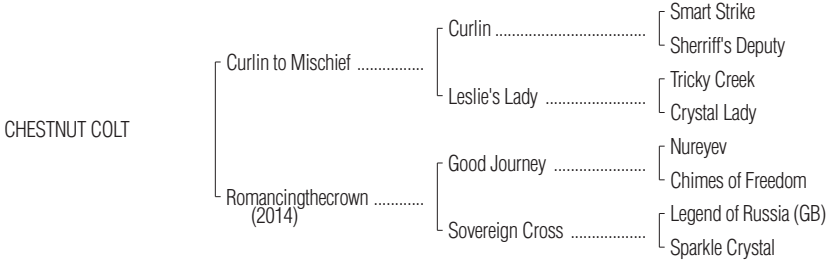 Smart Strike
Curlin ....................................
Sherriff's Deputy
Curlin to Mischief ................
Tricky Creek
Leslie's Lady ........................
Crystal Lady
CHESTNUT COLT
Nureyev
Good Journey ......................
Chimes of Freedom
Romancingthecrown ............
(2014)
Legend of Russia (GB)
Sovereign Cross ..................
Sparkle Crystal